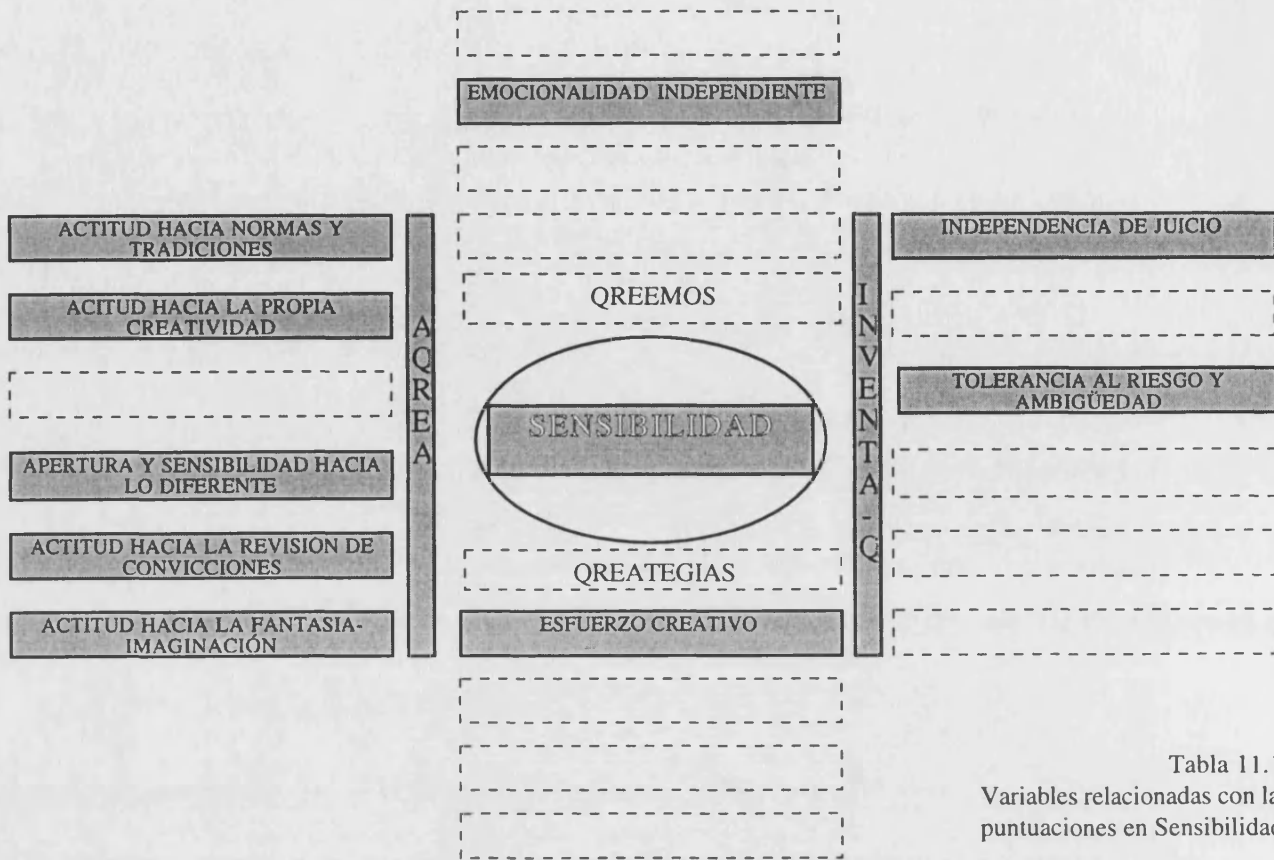 EMOCIONALIDAD INDEPENDIENTE
ACTITUD HACIA NORMAS Y
TRADICIONES
ACITUD HACIA LA PROPIA
CREATIVIDAD
APERTURA Y SENSIBILIDAD HACIA
LO DIFERENTE
ACTITUD HACIA LA REVISION DE
CONVICCIONES
ACTITUD HACIA LA FANTASIA-
IMAGINACIÓN
AQREA
QREEMOS
SENSIBILIDAD
QREATEGIAS
ESFUERZO CREATIVO
INVENTA-Q
INDEPENDENCIA DE JUICIO
TOLERANCIA AL RIESGO Y
AMBIGÜEDAD
Tabla 11.
Variables relacionadas con la
puntuaciones en Sensibilidad